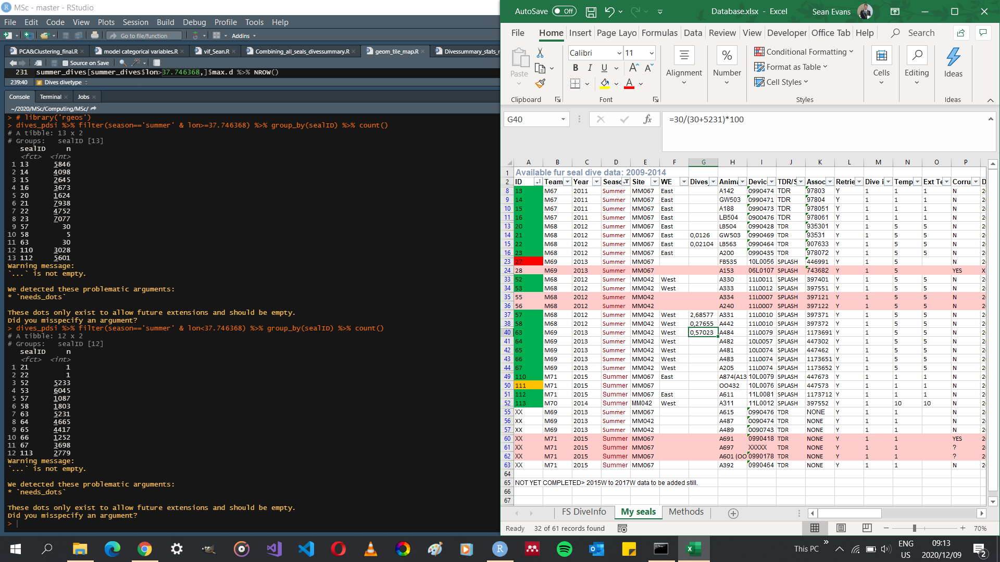 MSc - master - RStudio
File Edit Code View Plots Session Build Debug Profile Tools Help
Go to file/function Addins
PCA&Clustering_final.R model categorical variables.R vif_Sean.R Combining_all_seals_divessummary.R geom_tile_map.R Divessummary_stats_r
Source on Save
231 summer_dives[summer_dives$lon>37.746368,]$max.d %>% NROW()
239:40 # Dives divetype
Console Terminal Jobs
~/2020/MSc/Computing/MSc/
> # library('rgeos')
> dives_pdsi %>% filter(season=='summer' & lon>=37.746368) %>% group_by(sealID) %>% count()
# A tibble: 13 x 2
# Groups: sealID [13]
sealID n
<fct> <int>
1 13 5846
2 14 4098
3 15 2645
4 16 3673
5 20 1624
6 21 7938
7 22 4752
8 23 7077
9 57 30
10 58 5
11 63 30
12 110 3028
13 112 5601
Warning message:
`...` is not empty.
We detected these problematic arguments:
* `needs_dots`
These dots only exist to allow future extensions and should be empty.
Did you misspecify an argument?
> dives_pdsi %>% filter(season=='summer' & lon<37.746368) %>% group_by(sealID) %>% count()
# A tibble: 12 x 2
# Groups: sealID [12]
sealID n
<fct> <int>
1 21 1
2 22 1
3 52 5233
4 53 6045
5 57 1087
6 58 1803
7 63 5231
8 64 4665
9 65 4417
10 66 1252
11 67 3698
12 113 2779
Warning message:
`...` is not empty.
We detected these problematic arguments:
* `needs_dots`
These dots only exist to allow future extensions and should be empty.
Did you misspecify an argument?
>
AutoSave Off Database.xlsx - Excel Sean Evans
File Home Insert Page Layo Formulas Data Review View Developer Office Tab Help Search
Paste Calibri 11 B I U A A A Alignment % Number Conditional Formatting Format as Table Cell Styles Cells Editing Ideas
Clipboard Font Styles Ideas
G40 fx =30/(30+5231)*100
A B C D E F G H I J K L M N O P
1 Available fur seal dive data: 2009-2014
2 ID Team Year Seasc Site WE Dives Anima Devic TDR/S Assoc Retrie Dive i Temp Ext Te Corru D
8 13 M67 2011 Summer MM067 East A142 0990474 TDR 97803 Y 1 1 1 N 2
9 14 M67 2011 Summer MM067 East GW503 0990471 TDR 97804 Y 1 1 1 N 2
10 15 M67 2011 Summer MM067 East A188 0990473 TDR 978051 Y 1 1 1 N 2
11 16 M67 2011 Summer MM067 East LB504 0900476 TDR 978061 Y 1 1 1 N 2
13 20 M68 2012 Summer MM067 East LB504 0990428 TDR 935301 Y 1 5 5 N 2
14 21 M68 2012 Summer MM067 East 0,0126 GW503 0990469 TDR 93531 Y 1 5 5 N 2
15 22 M68 2012 Summer MM067 East 0,02104 LB563 0990464 TDR 907633 Y 1 5 5 N 2
16 23 M68 2012 Summer MM067 East A200 0990435 TDR 978072 Y 1 5 5 N 2
23 27 M69 2013 Summer MM067 FB535 10L0056 SPLASH 446991 Y 1 5 N 2
24 28 M69 2013 Summer MM067 A153 06L0107 SPLASH 743682 Y 1 5 YES X
33 52 M68 2012 Summer MM042 West A330 11L0011 SPLASH 397401 Y 1 5 5 N 2
34 53 M68 2012 Summer MM042 West A333 11L0012 SPLASH 397551 Y 1 5 5 N 2
35 55 M68 2012 Summer MM042 A334 11L0007 SPLASH 397121 Y 1 5 5 N 2
36 56 M68 2012 Summer MM042 A240 11L0007 SPLASH 397122 Y 1 5 5 N 2
37 57 M68 2012 Summer MM042 West 2,68577 A331 11L0010 SPLASH 397371 Y 1 5 5 N 2
38 58 M68 2012 Summer MM042 West 0,27655 A442 11L0010 SPLASH 397372 Y 1 5 5 N 2
40 63 M69 2013 Summer MM042 West 0,57023 A484 11L0079 SPLASH 1173691 Y 1 5 5 N 2
41 64 M69 2013 Summer MM042 West A482 10L0057 SPLASH 447302 Y 1 5 5 N 2
42 65 M69 2013 Summer MM042 West A481 10L0074 SPLASH 447462 Y 1 5 5 N 2
43 66 M69 2013 Summer MM042 West A483 11L0074 SPLASH 1173651 Y 1 5 5 N 2
44 67 M69 2013 Summer MM042 West A205 11L0074 SPLASH 1173652 Y 1 5 5 N 2
49 110 M71 2015 Summer MM067 East A874(A13 10L0079 SPLASH 447673 Y 1 1 1 N 2
50 111 M71 2015 Summer MM067 OO432 10L0076 SPLASH 447573 Y 1 1 1 N 2
51 112 M71 2015 Summer MM067 East A611 11L0081 SPLASH 1173712 Y 1 1 1 N 2
52 113 M70 2014 Summer MM042 West A311 11L0012 SPLASH 397552 Y 1 10 10 N 2
55 XX M69 2013 Summer MM067 A615 0990476 TDR NONE Y 1 1 N 2
56 XX M69 2013 Summer MM042 A487 0090474 TDR NONE Y 1 1 N 2
57 XX M69 2013 Summer MM042 A489 0090743 TDR NONE Y 1 1 N 2
60 XX M71 2015 Summer MM067 A691 0990418 TDR NONE Y 1 1 YES 2
61 XX M71 2015 Summer MM067 A697 XXXXX TDR NONE Y 1 1 ? 2
62 XX M71 2015 Summer MM067 A601 (OO 0990178 TDR NONE Y 1 1 ? 2
63 XX M71 2015 Summer MM067 A392 0990464 TDR NONE Y 1 1 N 2
64
65 NOT YET COMPLETED> 2015W to 2017W data to be added still.
66
67
FS DiveInfo My seals Methods
Ready 32 of 61 records found 70%
This PC ENG US 09:13 2020/12/09 2